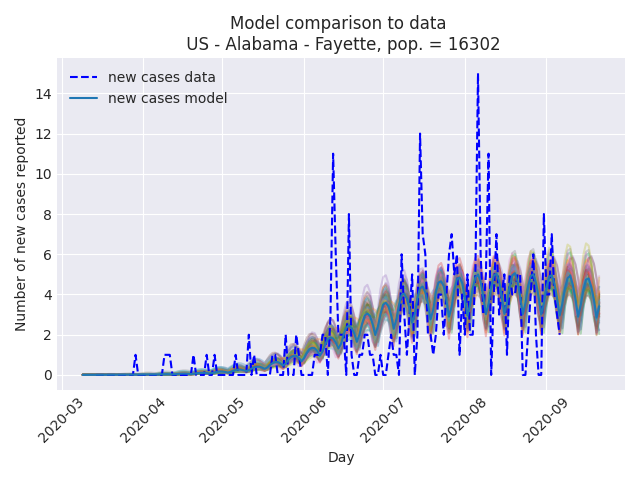 Model comparison to data
US - Alabama - Fayette, pop. = 16302
new cases data
new cases model
Number of new cases reported
14
12
10
8
6
4
2
0
2020-03
2020-04
2020-05
2020-06
2020-07
2020-08
2020-09
Day